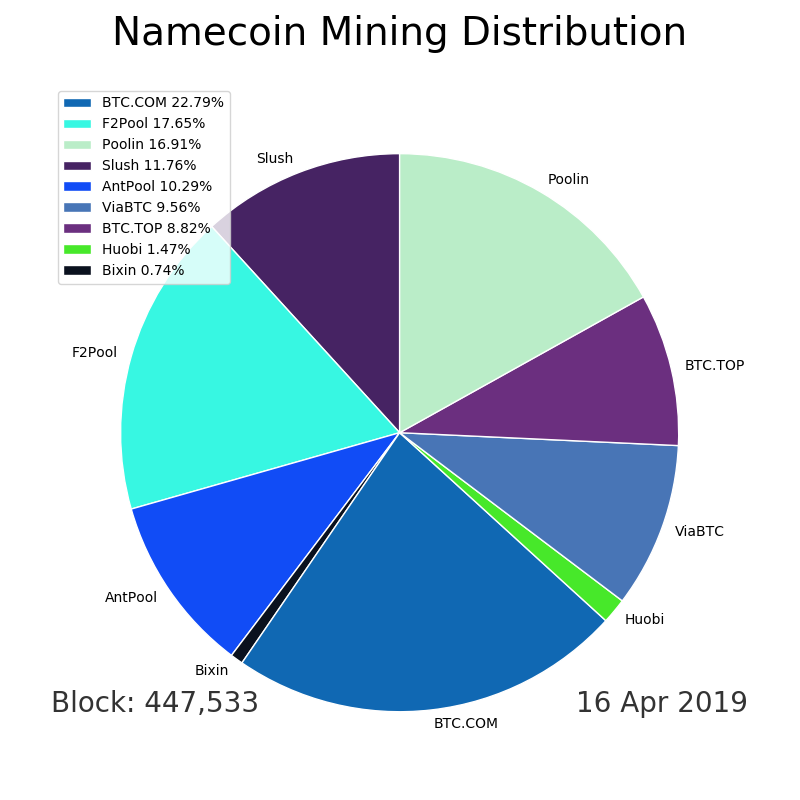 Namecoin Mining Distribution
BTC.COM 22.79%
F2Pool 17.65%
Poolin 16.91%
Slush 11.76%
AntPool 10.29%
ViaBTC 9.56%
BTC.TOP 8.82%
Huobi 1.47%
Bixin 0.74%
Slush
Poolin
F2Pool
BTC.TOP
ViaBTC
AntPool
Huobi
Bixin
BTC.COM
Block: 447,533
16 Apr 2019